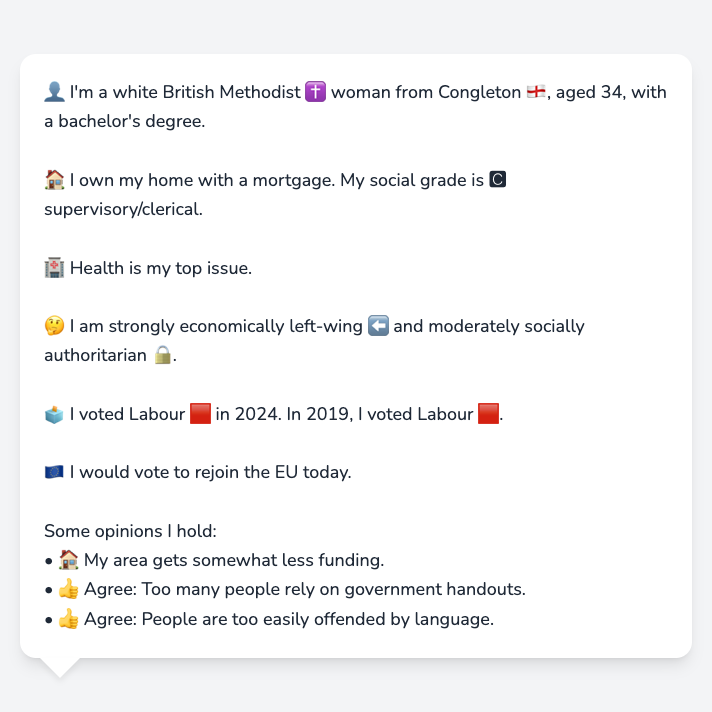 👤 I'm a white British Methodist ✝️ woman from Congleton 🏴󠁧󠁢󠁥󠁮󠁧󠁿, aged 34, with
a bachelor's degree.
🏠 I own my home with a mortgage. My social grade is 🅲
supervisory/clerical.
🏥 Health is my top issue.
🤔 I am strongly economically left-wing ⬅️ and moderately socially
authoritarian 🔒.
🗳️ I voted Labour 🟥 in 2024. In 2019, I voted Labour 🟥.
🇪🇺 I would vote to rejoin the EU today.
Some opinions I hold:
• 🏠 My area gets somewhat less funding.
• 👍 Agree: Too many people rely on government handouts.
• 👍 Agree: People are too easily offended by language.